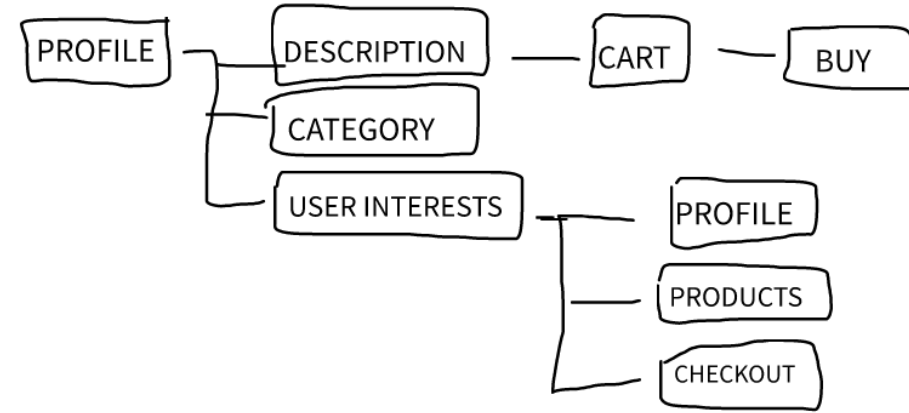 PROFILE
DESCRIPTION
CART
BUY
CATEGORY
USER INTERESTS
PROFILE
PRODUCTS
CHECKOUT